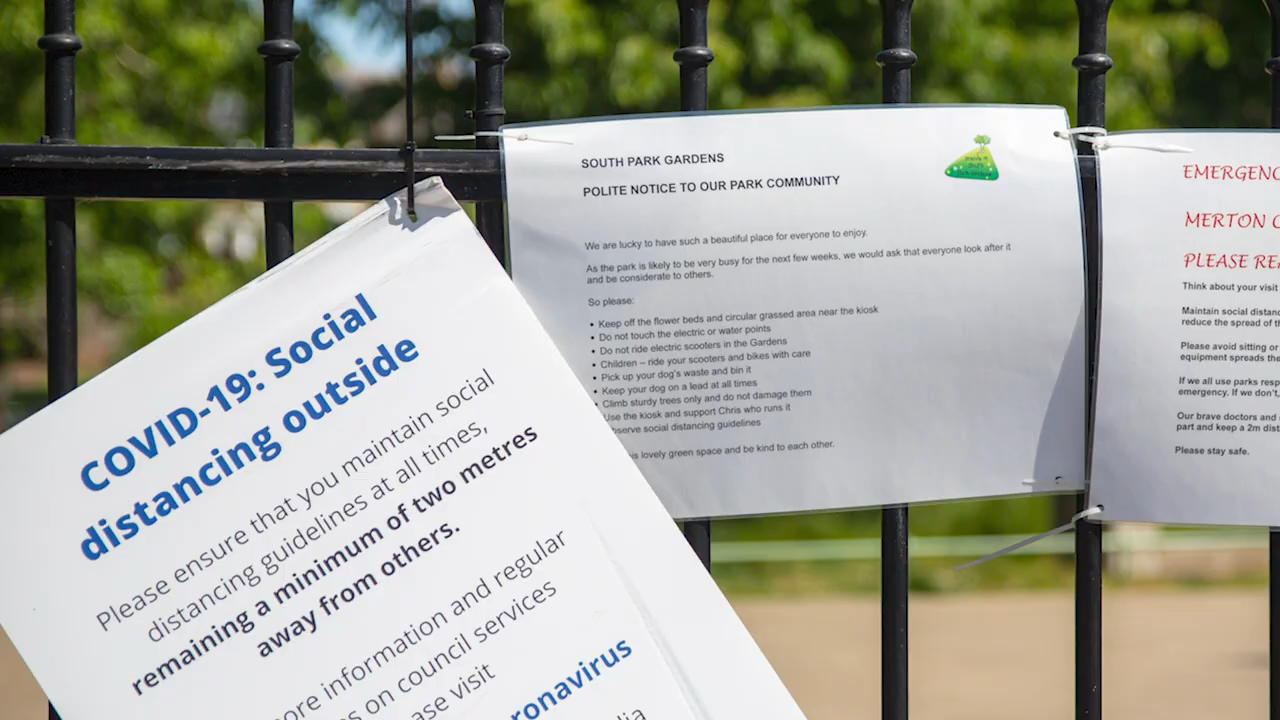 COVID-19: Social
distancing outside
Please ensure that you maintain social
distancing guidelines at all times,
remaining a minimum of two metres
away from others.
ore information and regular
s on council services
ase visit
ronavirus
SOUTH PARK GARDENS
POLITE NOTICE TO OUR PARK COMMUNITY
We are lucky to have such a beautiful place for everyone to enjoy.
As the park is likely to be very busy for the next few weeks, we would ask that everyone look after it
and be considerate to others.
So please:
• Keep off the flower beds and circular grassed area near the kiosk
• Do not touch the electric or water points
• Do not ride electric scooters in the Gardens
• Children – ride your scooters and bikes with care
• Pick up your dog's waste and bin it
• Keep your dog on a lead at all times
• Climb sturdy trees only and do not damage them
Use the kiosk and support Chris who runs it
bserve social distancing guidelines
is lovely green space and be kind to each other.
EMERGENC
MERTON C
PLEASE REA
Think about your visit
Maintain social distanc
reduce the spread of t
Please avoid sitting or
equipment spreads the
If we all use parks resp
emergency. If we don't,
Our brave doctors and
part and keep a 2m dist
Please stay safe.